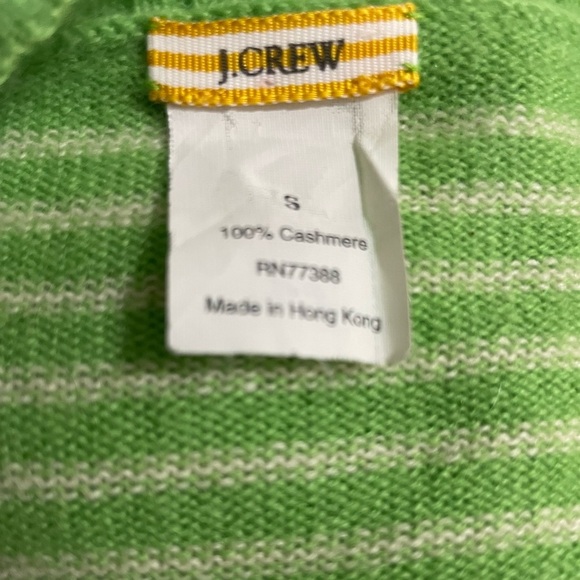 J.CREW
S
100% Cashmere
RN77388
Made in Hong Kong